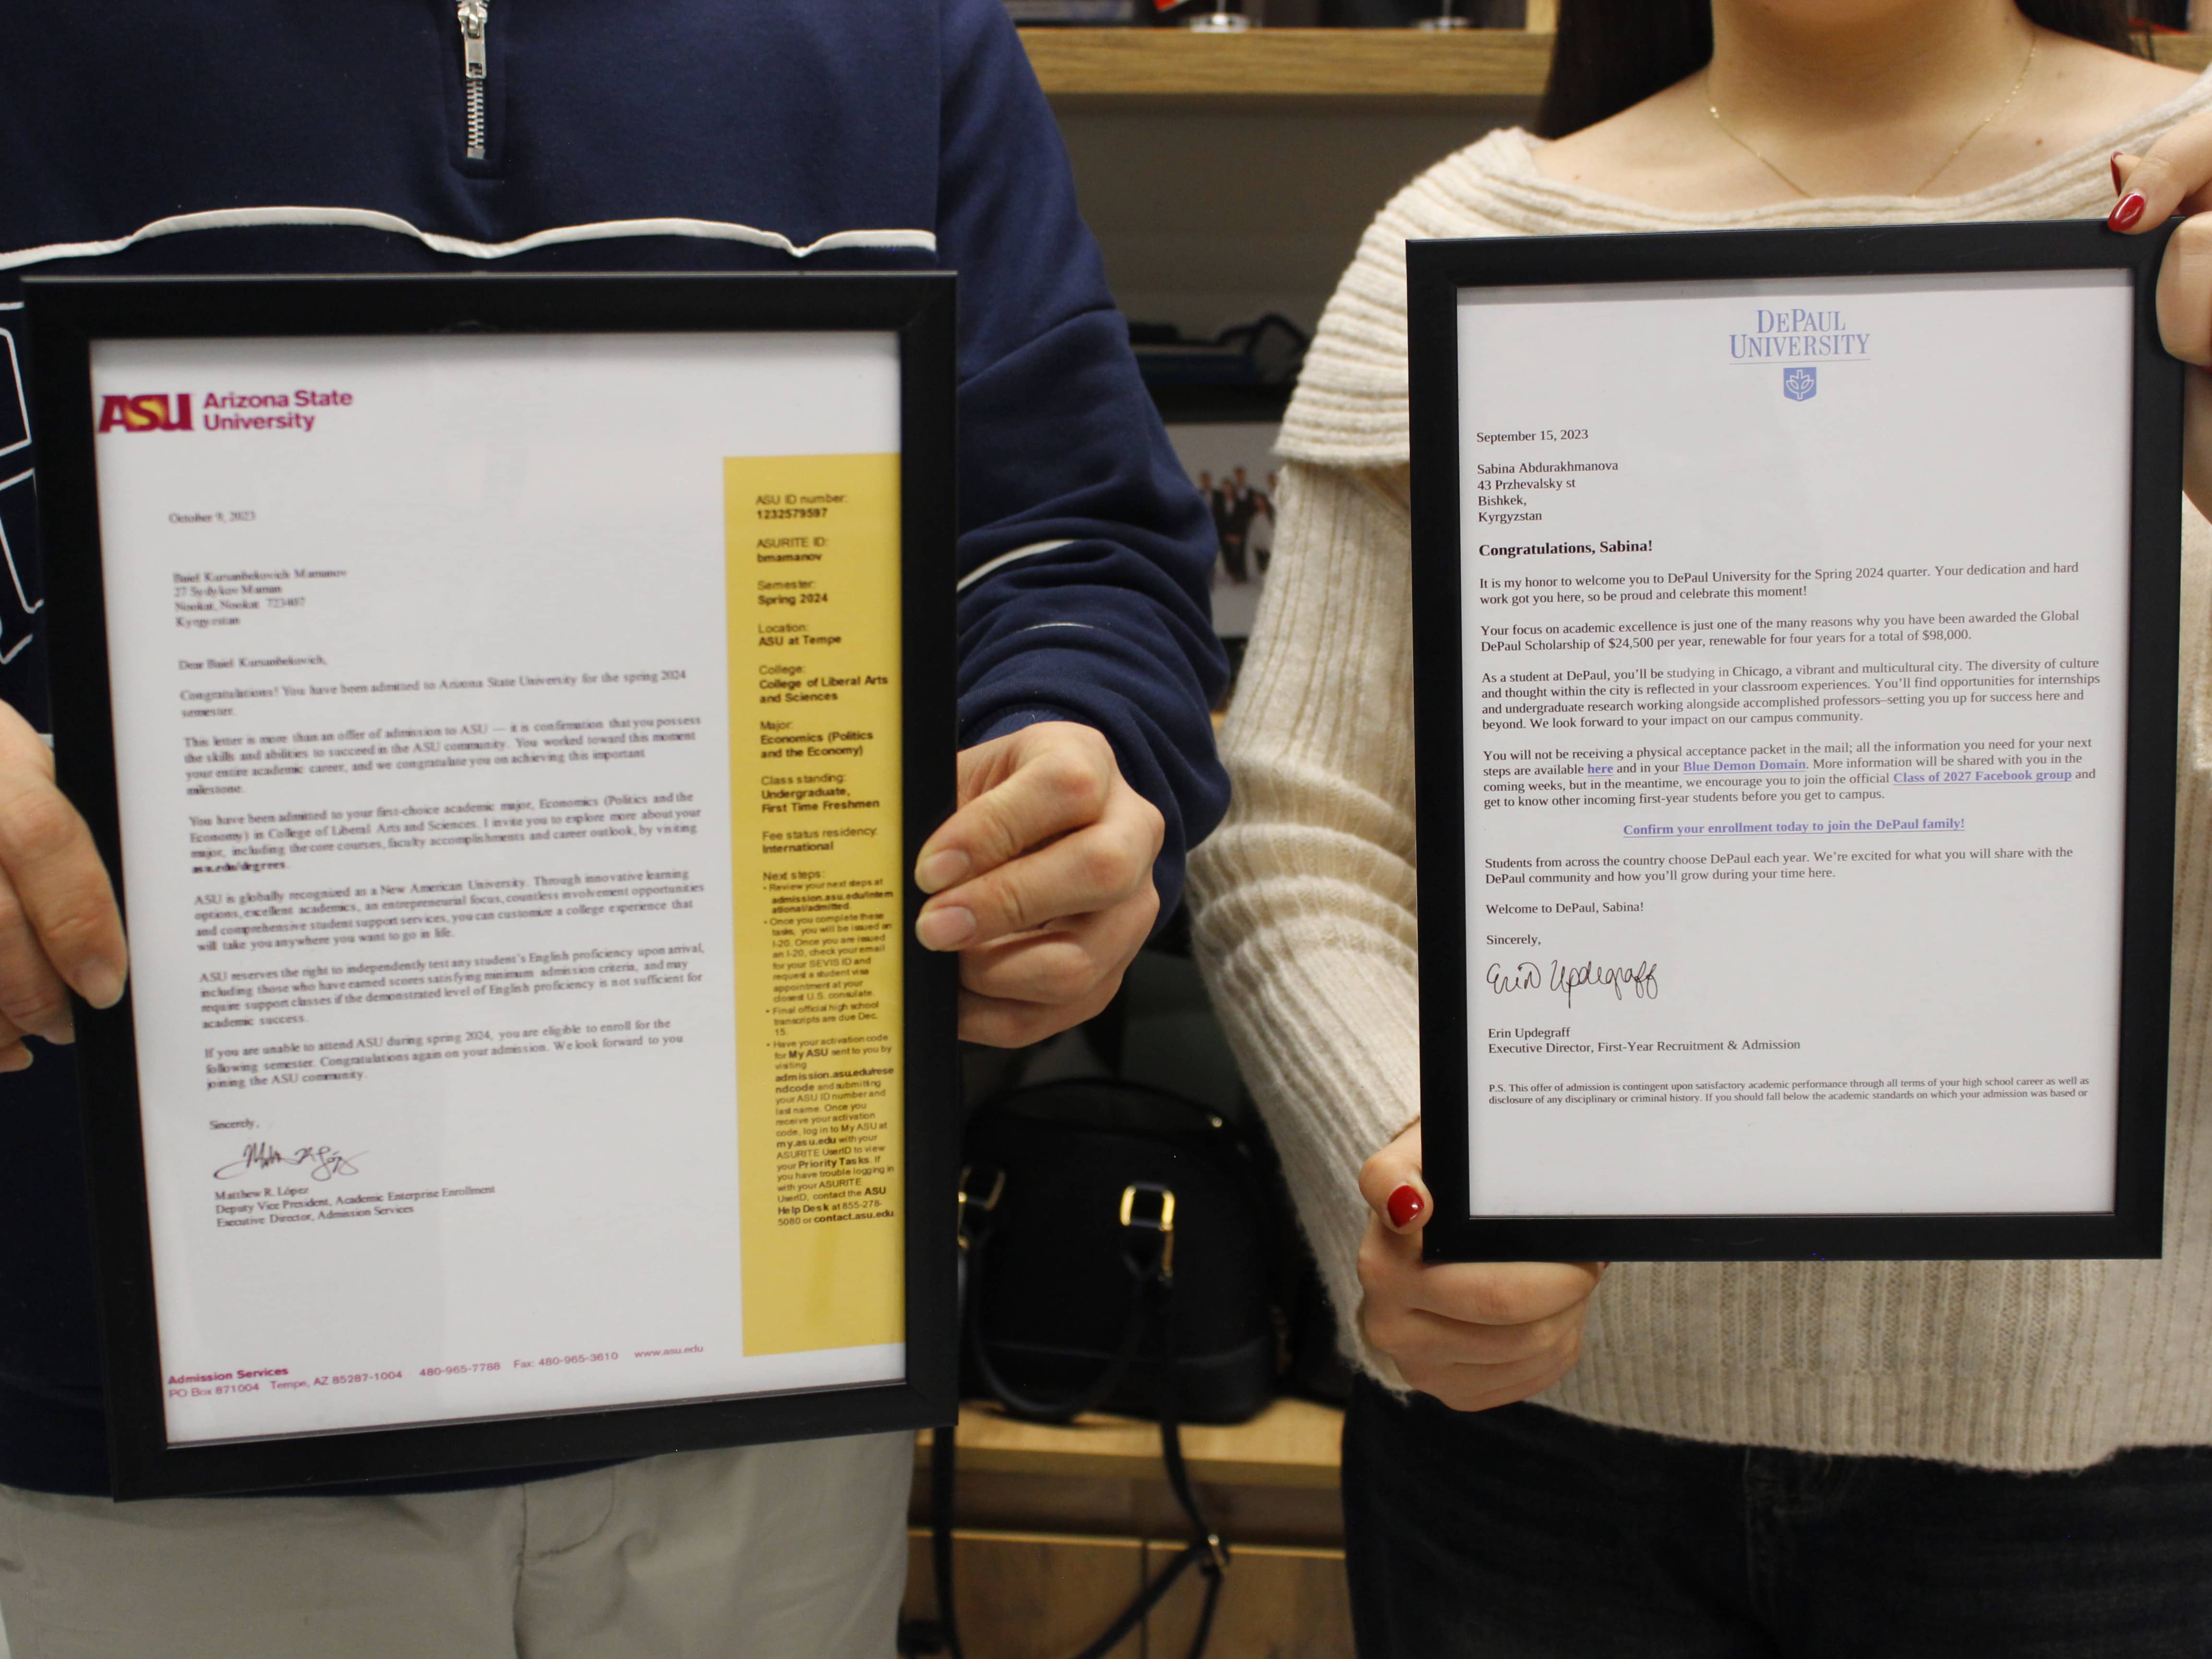 ASU Arizona State
University
October 9, 2023
Baiel Kursanbekovich Mamanov
27 Sydykov Mamun
Nookat, Nookat
Kyrgyzstan
Dear Baiel Kursanbekovich,
Congratulations! You have been admitted to Arizona State University for the spring 2024
semester.
This letter is more than an offer of admission to ASU — it is confirmation that you possess
the skills and abilities to succeed in the ASU community. You worked toward this moment
your entire academic career, and we congratulate you on achieving this important
milestone.
You have been admitted to your first-choice academic major, Economics (Politics and the
Economy) in College of Liberal Arts and Sciences. I invite you to explore more about your
major, including the core courses, faculty accomplishments and career outlook, by visiting
asu.edu/degrees.
ASU is globally recognized as a New American University. Through innovative learning
options, excellent academics, an entrepreneurial focus, countless involvement opportunities
and comprehensive student support services, you can customize a college experience that
will take you anywhere you want to go in life.
ASU reserves the right to independently test any student's English proficiency upon arrival,
including those who have earned scores satisfying minimum admission criteria, and may
require support classes if the demonstrated level of English proficiency is not sufficient for
academic success.
If you are unable to attend ASU during spring 2024, you are eligible to enroll for the
following semester. Congratulations again on your admission. We look forward to you
joining the ASU community.
Sincerely,
Matthew R. López
Deputy Vice President, Academic Enterprise Enrollment
Executive Director, Admission Services
Admission Services
PO Box 871004 Tempe, AZ 85287-1004 480-965-7788 Fax: 480-965-3610 www.asu.edu
ASU ID number:
1232579597
ASURITE ID:
bmamanov
Semester:
Spring 2024
Location:
ASU at Tempe
College:
College of Liberal Arts
and Sciences
Major:
Economics (Politics
and the Economy)
Class standing:
Undergraduate,
First Time Freshmen
Fee status residency:
International
Next steps:
• Review your next steps at
admission.asu.edu/intern
ational/admitted.
• Once you complete these
tasks, you will be issued an
I-20. Once you are issued
an I-20, check your email
for your SEVIS ID and
request a student visa
appointment at your
closest U.S. consulate.
• Final official high school
transcripts are due Dec.
15.
• Have your activation code
for My ASU sent to you by
visiting
admission.asu.edu/rese
ndcode and submitting
your ASU ID number and
last name. Once you
receive your activation
code, log in to My ASU at
my.asu.edu with your
ASURITE UserID to view
your Priority Tasks. If
you have trouble logging in
with your ASURITE
UserID, contact the ASU
Help Desk at 855-278-
5080 or contact.asu.edu
DEPAUL
UNIVERSITY
September 15, 2023
Sabina Abdurakhmanova
43 Przhevalsky st
Bishkek,
Kyrgyzstan
Congratulations, Sabina!
It is my honor to welcome you to DePaul University for the Spring 2024 quarter. Your dedication and hard
work got you here, so be proud and celebrate this moment!
Your focus on academic excellence is just one of the many reasons why you have been awarded the Global
DePaul Scholarship of $24,500 per year, renewable for four years for a total of $98,000.
As a student at DePaul, you’ll be studying in Chicago, a vibrant and multicultural city. The diversity of culture
and thought within the city is reflected in your classroom experiences. You’ll find opportunities for internships
and undergraduate research working alongside accomplished professors–setting you up for success here and
beyond. We look forward to your impact on our campus community.
You will not be receiving a physical acceptance packet in the mail; all the information you need for your next
steps are available here and in your Blue Demon Domain. More information will be shared with you in the
coming weeks, but in the meantime, we encourage you to join the official Class of 2027 Facebook group and
get to know other incoming first-year students before you get to campus.
Confirm your enrollment today to join the DePaul family!
Students from across the country choose DePaul each year. We’re excited for what you will share with the
DePaul community and how you’ll grow during your time here.
Welcome to DePaul, Sabina!
Sincerely,
Erin Updegraff
Erin Updegraff
Executive Director, First-Year Recruitment & Admission
P.S. This offer of admission is contingent upon satisfactory academic performance through all terms of your high school career as well as
disclosure of any disciplinary or criminal history. If you should fall below the academic standards on which your admission was based or